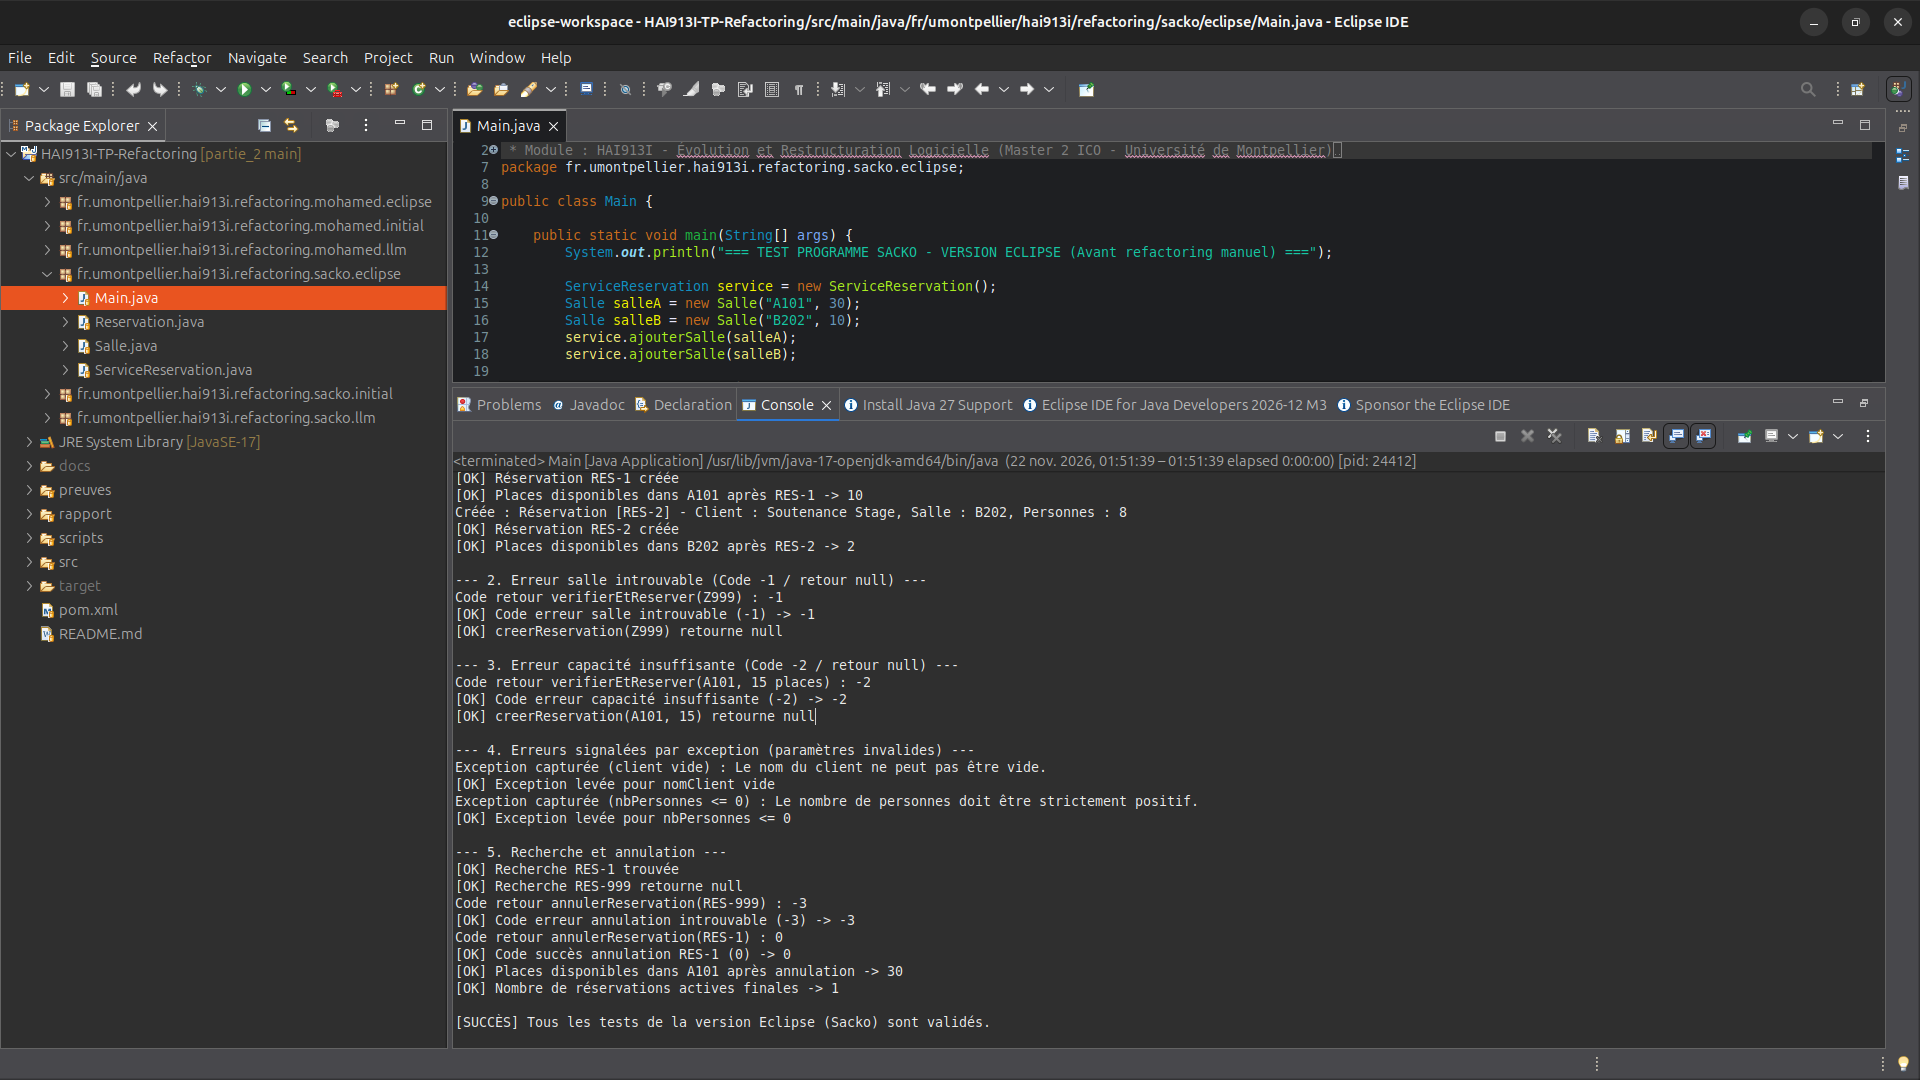 eclipse-workspace - HAI913I-TP-Refactoring/src/main/java/fr/umontpellier/hai913i/refactoring/sacko/eclipse/Main.java - Eclipse IDE
File Edit Source Refactor Navigate Search Project Run Window Help
Package Explorer
HAI913I-TP-Refactoring [partie_2 main]
src/main/java
fr.umontpellier.hai913i.refactoring.mohamed.eclipse
fr.umontpellier.hai913i.refactoring.mohamed.initial
fr.umontpellier.hai913i.refactoring.mohamed.llm
fr.umontpellier.hai913i.refactoring.sacko.eclipse
Main.java
Reservation.java
Salle.java
ServiceReservation.java
fr.umontpellier.hai913i.refactoring.sacko.initial
fr.umontpellier.hai913i.refactoring.sacko.llm
JRE System Library [JavaSE-17]
docs
preuves
rapport
scripts
src
target
pom.xml
README.md
Main.java
2 * Module : HAI913I - Évolution et Restructuration Logicielle (Master 2 ICO - Université de Montpellier)
7 package fr.umontpellier.hai913i.refactoring.sacko.eclipse;
8
9 public class Main {
10
11 public static void main(String[] args) {
12 System.out.println("=== TEST PROGRAMME SACKO - VERSION ECLIPSE (Avant refactoring manuel) ===");
13
14 ServiceReservation service = new ServiceReservation();
15 Salle salleA = new Salle("A101", 30);
16 Salle salleB = new Salle("B202", 10);
17 service.ajouterSalle(salleA);
18 service.ajouterSalle(salleB);
19
Problems Javadoc Declaration Console Install Java 27 Support Eclipse IDE for Java Developers 2026-12 M3 Sponsor the Eclipse IDE
<terminated> Main [Java Application] /usr/lib/jvm/java-17-openjdk-amd64/bin/java (22 nov. 2026, 01:51:39 – 01:51:39 elapsed 0:00:00) [pid: 24412]
[OK] Réservation RES-1 créée
[OK] Places disponibles dans A101 après RES-1 -> 10
Créée : Réservation [RES-2] - Client : Soutenance Stage, Salle : B202, Personnes : 8
[OK] Réservation RES-2 créée
[OK] Places disponibles dans B202 après RES-2 -> 2
--- 2. Erreur salle introuvable (Code -1 / retour null) ---
Code retour verifierEtReserver(Z999) : -1
[OK] Code erreur salle introuvable (-1) -> -1
[OK] creerReservation(Z999) retourne null
--- 3. Erreur capacité insuffisante (Code -2 / retour null) ---
Code retour verifierEtReserver(A101, 15 places) : -2
[OK] Code erreur capacité insuffisante (-2) -> -2
[OK] creerReservation(A101, 15) retourne null
--- 4. Erreurs signalées par exception (paramètres invalides) ---
Exception capturée (client vide) : Le nom du client ne peut pas être vide.
[OK] Exception levée pour nomClient vide
Exception capturée (nbPersonnes <= 0) : Le nombre de personnes doit être strictement positif.
[OK] Exception levée pour nbPersonnes <= 0
--- 5. Recherche et annulation ---
[OK] Recherche RES-1 trouvée
[OK] Recherche RES-999 retourne null
Code retour annulerReservation(RES-999) : -3
[OK] Code erreur annulation introuvable (-3) -> -3
Code retour annulerReservation(RES-1) : 0
[OK] Code succès annulation RES-1 (0) -> 0
[OK] Places disponibles dans A101 après annulation -> 30
[OK] Nombre de réservations actives finales -> 1
[SUCCÈS] Tous les tests de la version Eclipse (Sacko) sont validés.